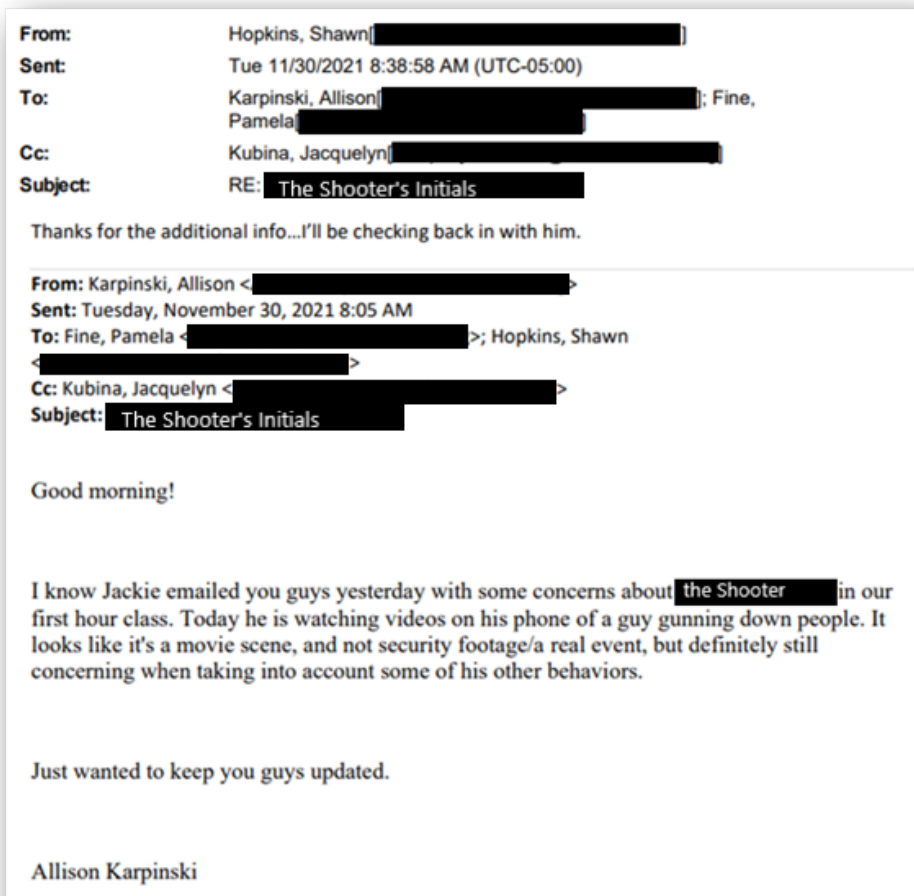 From: Hopkins, Shawn[ ]
Sent: Tue 11/30/2021 8:38:58 AM (UTC-05:00)
To: Karpinski, Allison[ ]; Fine,
Pamela[ ]
Cc: Kubina, Jacquelyn[ ]
Subject: RE: The Shooter's Initials
Thanks for the additional info...I'll be checking back in with him.
From: Karpinski, Allison < >
Sent: Tuesday, November 30, 2021 8:05 AM
To: Fine, Pamela < >; Hopkins, Shawn
< >
Cc: Kubina, Jacquelyn < >
Subject: The Shooter's Initials
Good morning!
I know Jackie emailed you guys yesterday with some concerns about the Shooter in our
first hour class. Today he is watching videos on his phone of a guy gunning down people. It
looks like it's a movie scene, and not security footage/a real event, but definitely still
concerning when taking into account some of his other behaviors.
Just wanted to keep you guys updated.
Allison Karpinski